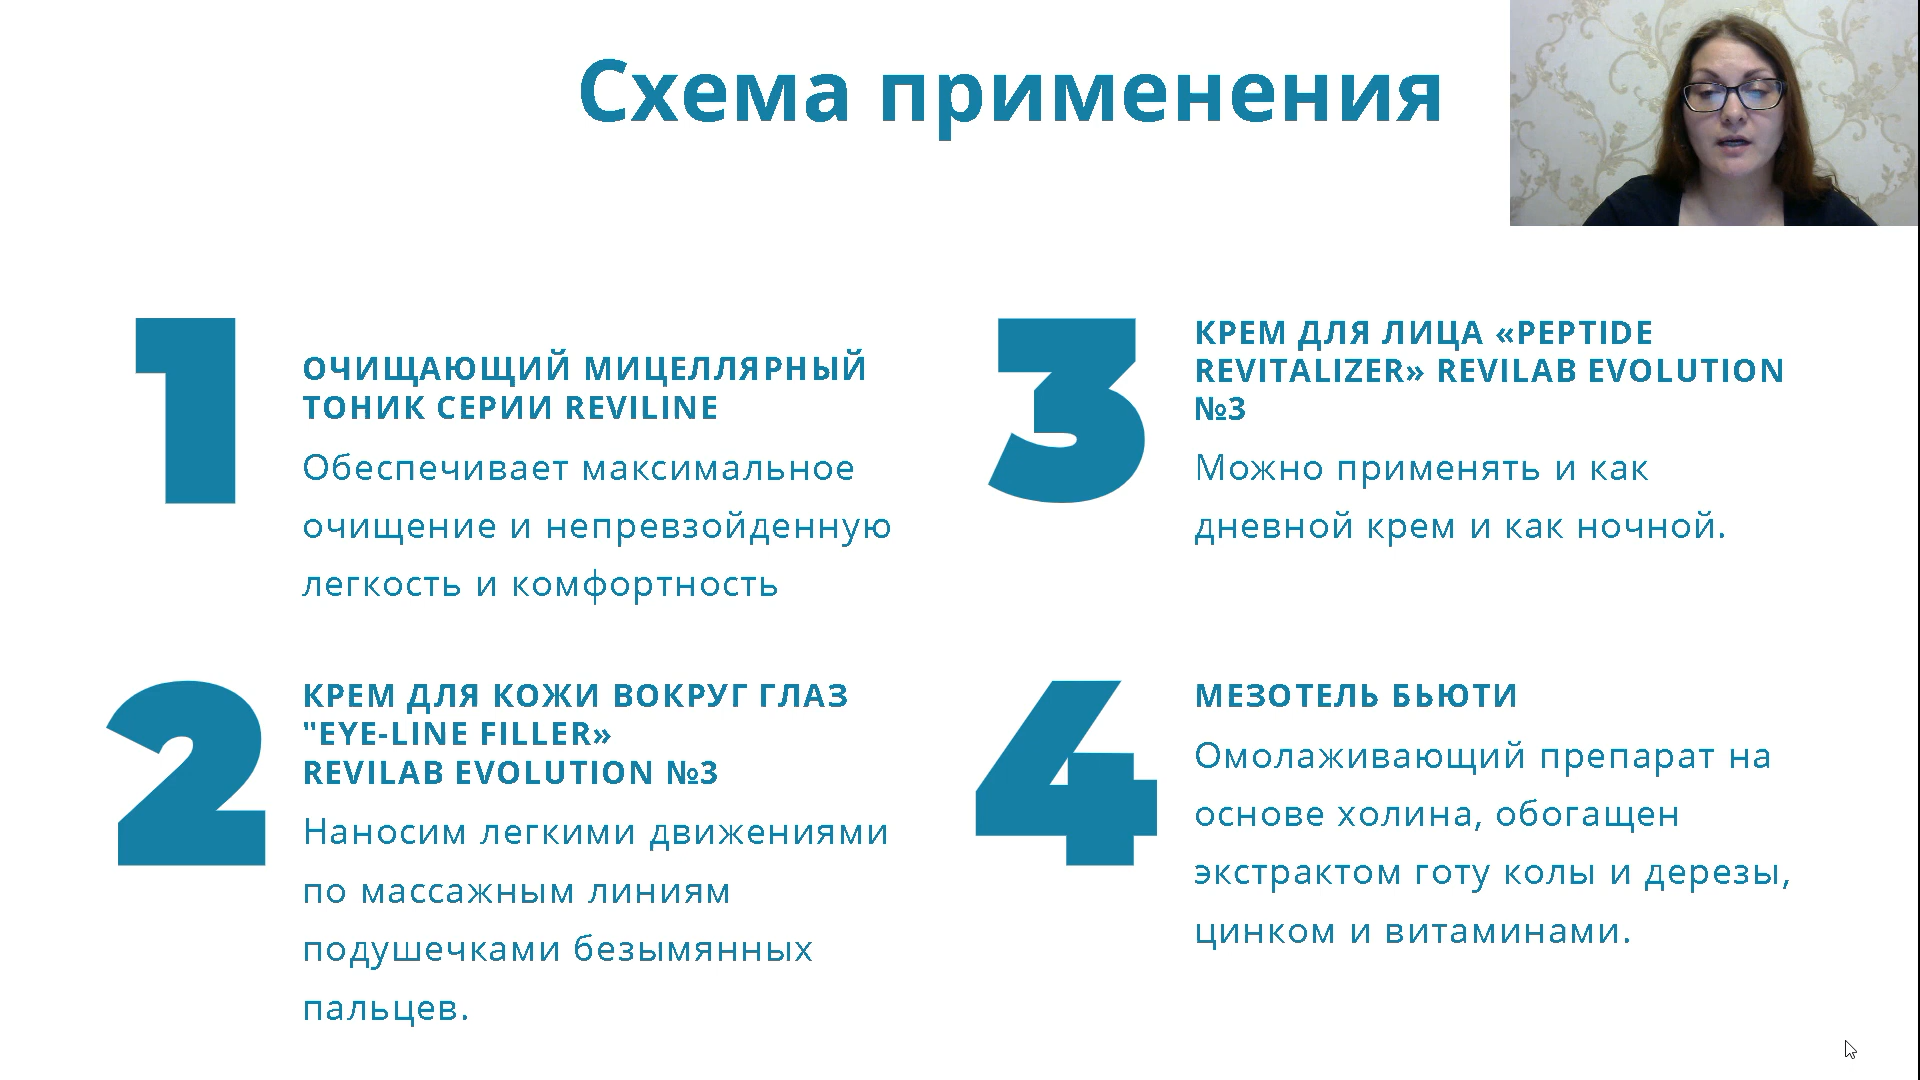 Схема применения
1
ОЧИЩАЮЩИЙ МИЦЕЛЛЯРНЫЙ
ТОНИК СЕРИИ REVILINE
Обеспечивает максимальное
очищение и непревзойденную
легкость и комфортность
2
КРЕМ ДЛЯ КОЖИ ВОКРУГ ГЛАЗ
"EYE-LINE FILLER»
REVILAB EVOLUTION №3
Наносим легкими движениями
по массажным линиям
подушечками безымянных
пальцев.
3
КРЕМ ДЛЯ ЛИЦА «PEPTIDE
REVITALIZER» REVILAB EVOLUTION
№3
Можно применять и как
дневной крем и как ночной.
4
МЕЗОТЕЛЬ БЬЮТИ
Омолаживающий препарат на
основе холина, обогащен
экстрактом готу колы и дерезы,
цинком и витаминами.